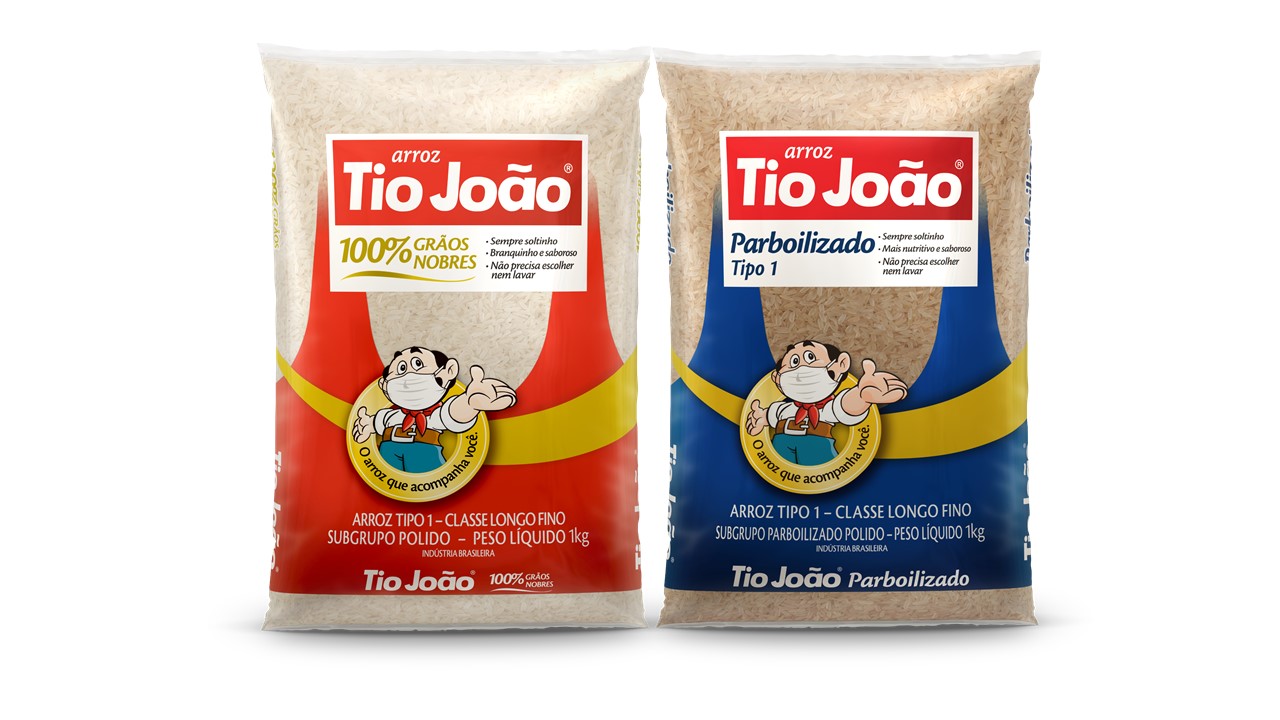 arroz
Tio João®
100% GRÃOS
NOBRES
· Sempre soltinho
· Branquinho e saboroso
· Não precisa escolher
nem lavar
O arroz que acompanha você.
ARROZ TIPO 1 – CLASSE LONGO FINO
SUBGRUPO POLIDO – PESO LÍQUIDO 1kg
INDÚSTRIA BRASILEIRA
Tio João® 100% GRÃOS
NOBRES
arroz
Tio João®
Parboilizado
Tipo 1
· Sempre soltinho
· Mais nutritivo e saboroso
· Não precisa escolher
nem lavar
O arroz que acompanha você.
ARROZ TIPO 1 – CLASSE LONGO FINO
SUBGRUPO PARBOILIZADO POLIDO – PESO LÍQUIDO 1kg
INDÚSTRIA BRASILEIRA
Tio João® Parboilizado